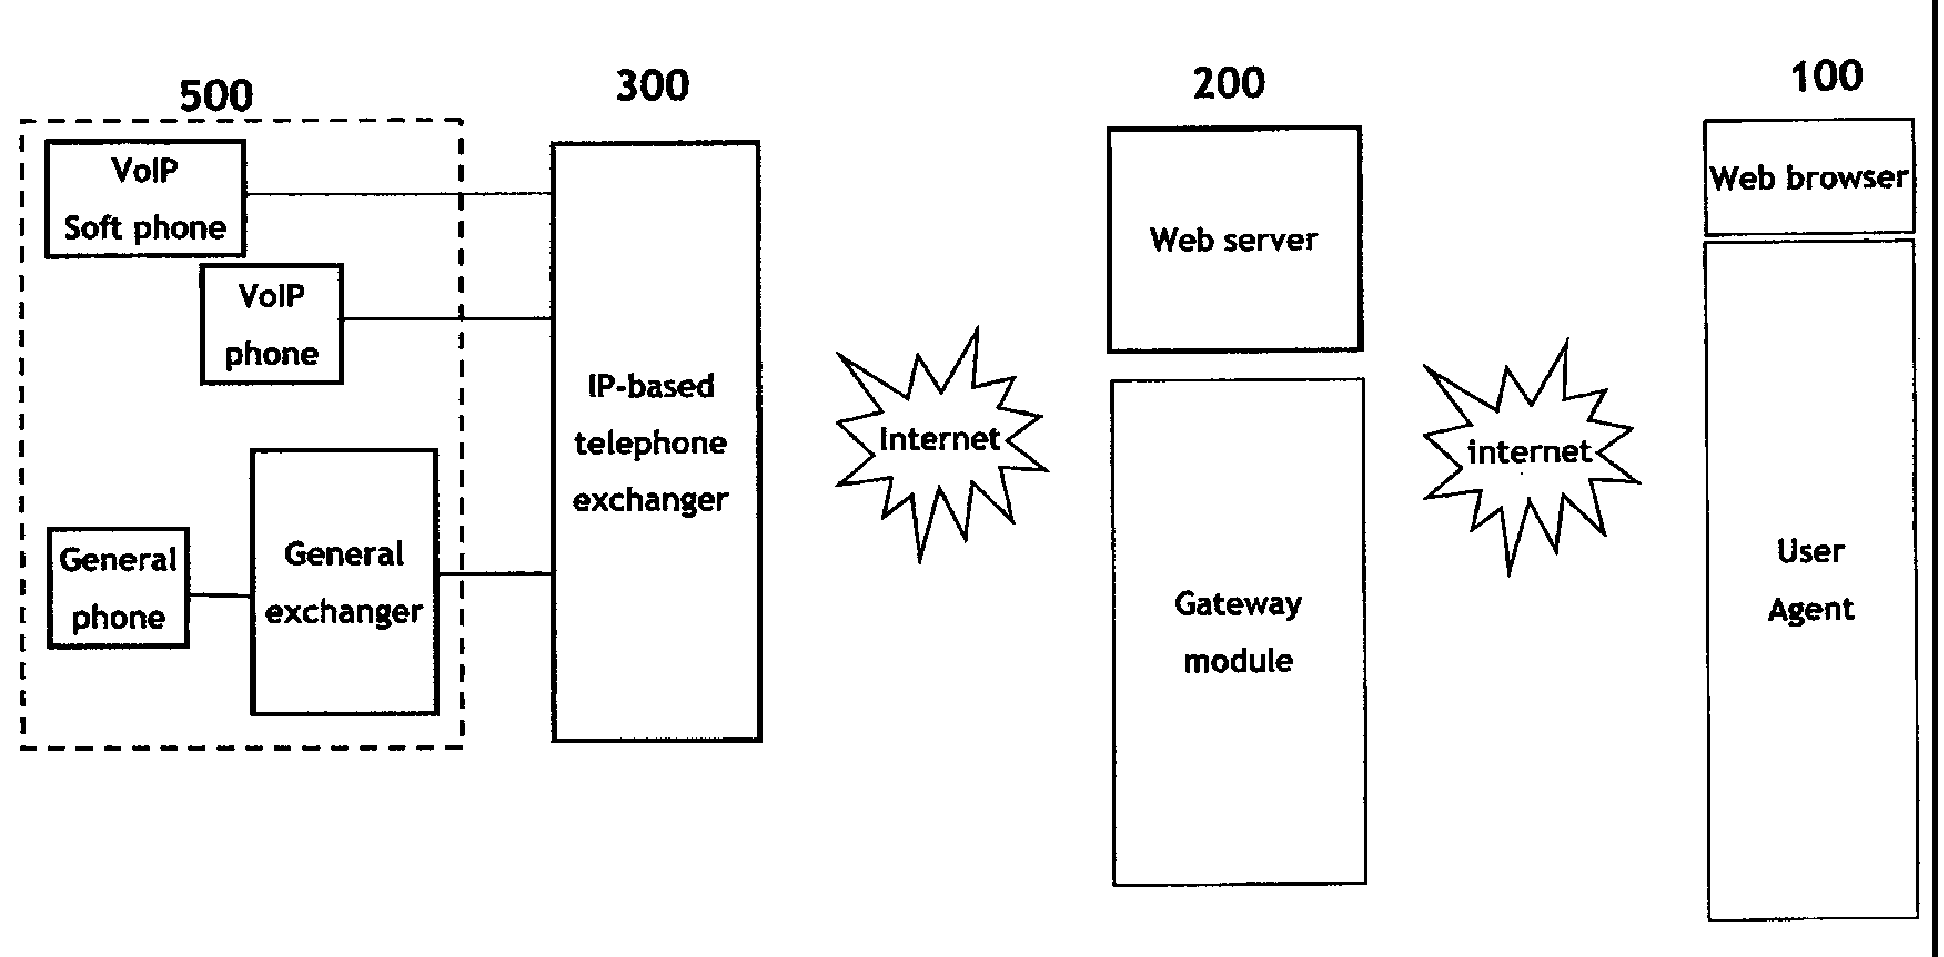 500
300
200
100
VoIP
Soft phone
VoIP
phone
General
phone
General
exchanger
IP-based
telephone
exchanger
Internet
Web server
Gateway
module
internet
Web browser
User
Agent